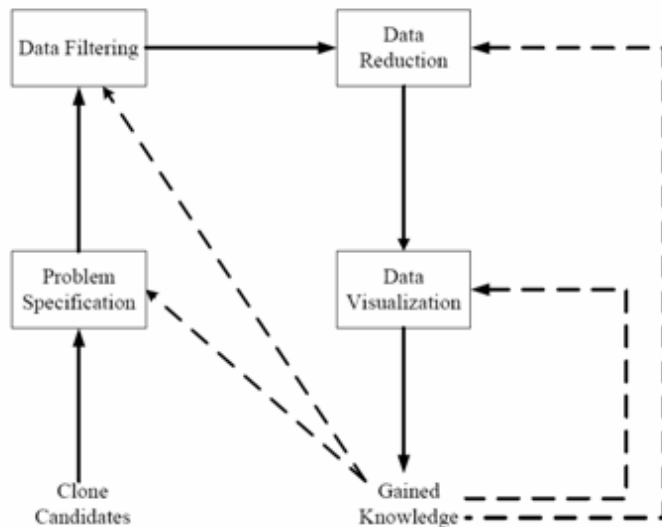 Data Filtering
Data
Reduction
Problem
Specification
Data
Visualization
Clone
Candidates
Gained
Knowledge